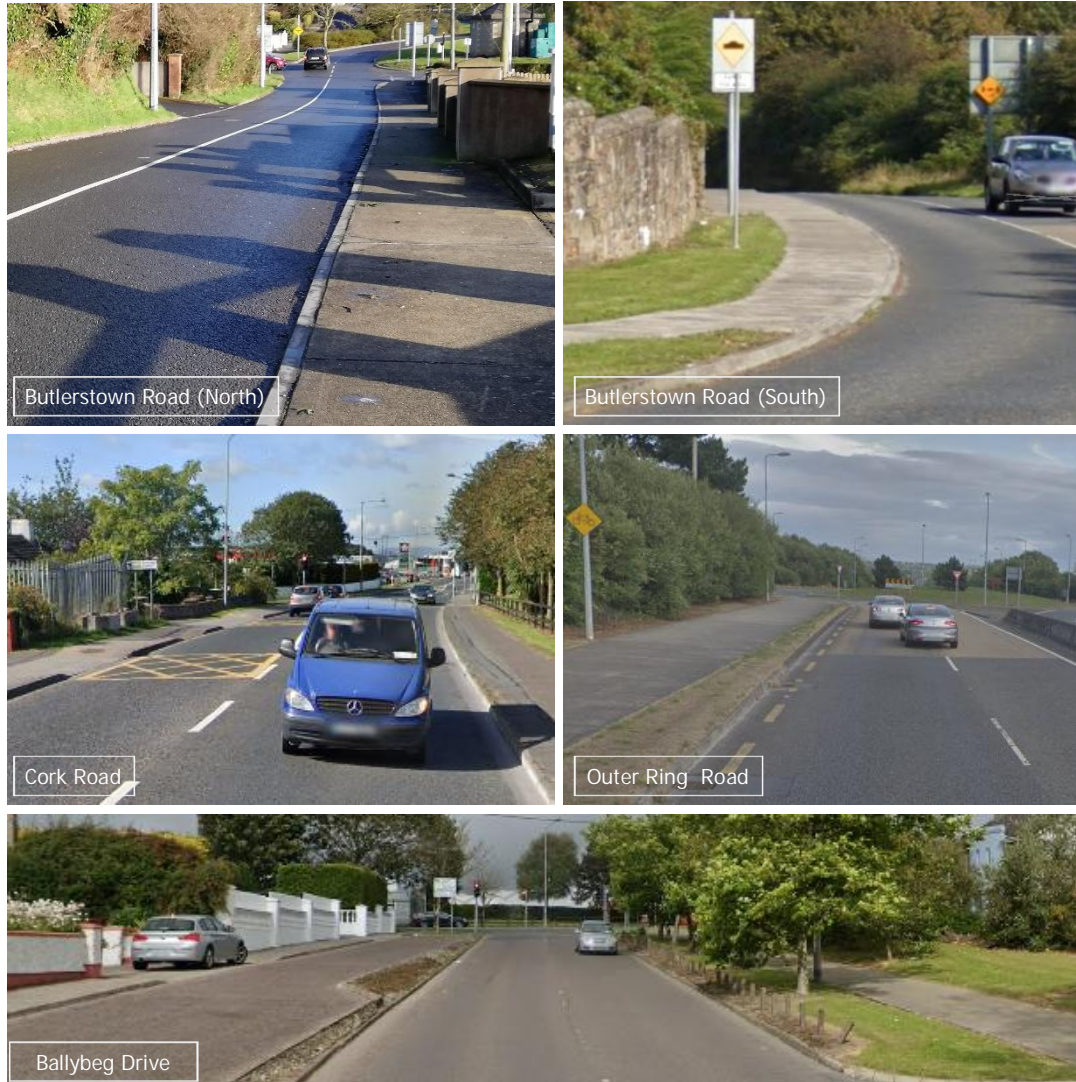 Butlerstown Road (North)
Butlerstown Road (South)
Cork Road
Outer Ring Road
Ballybeg Drive